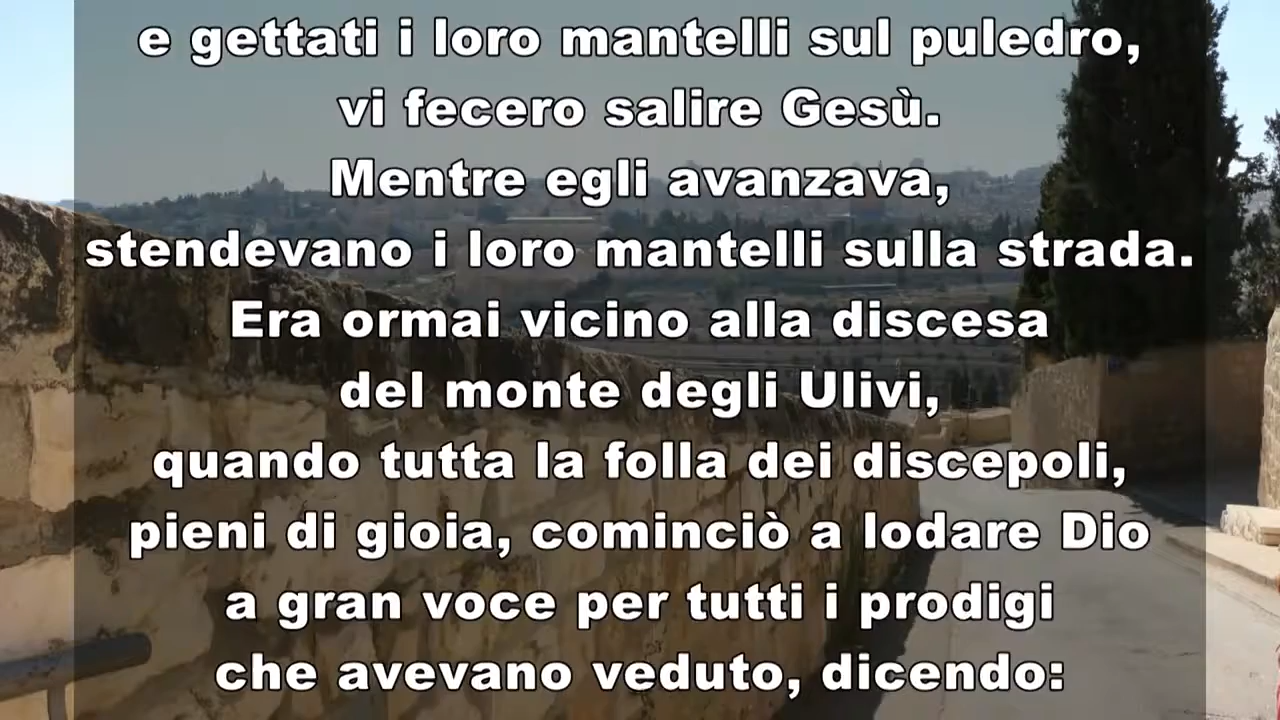 e gettati i loro mantelli sul puledro,
vi fecero salire Gesù.
Mentre egli avanzava,
stendevano i loro mantelli sulla strada.
Era ormai vicino alla discesa
del monte degli Ulivi,
quando tutta la folla dei discepoli,
pieni di gioia, cominciò a lodare Dio
a gran voce per tutti i prodigi
che avevano veduto, dicendo: